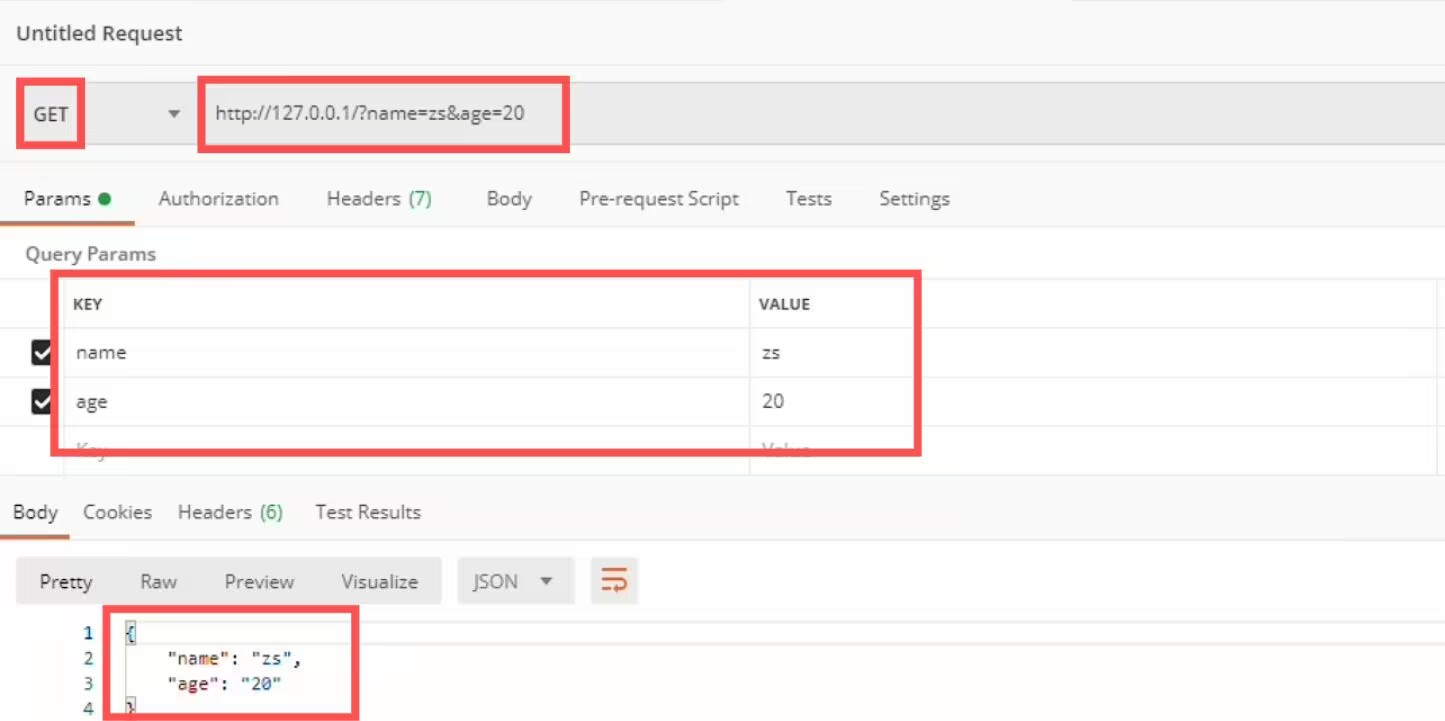 Untitled Request
GET http://127.0.0.1/?name=zs&age=20
Params Authorization Headers (7) Body Pre-request Script Tests Settings
Query Params
KEY VALUE
name zs
age 20
Key Value
Body Cookies Headers (6) Test Results
Pretty Raw Preview Visualize JSON
1 {
2 "name": "zs",
3 "age": "20"
4 }